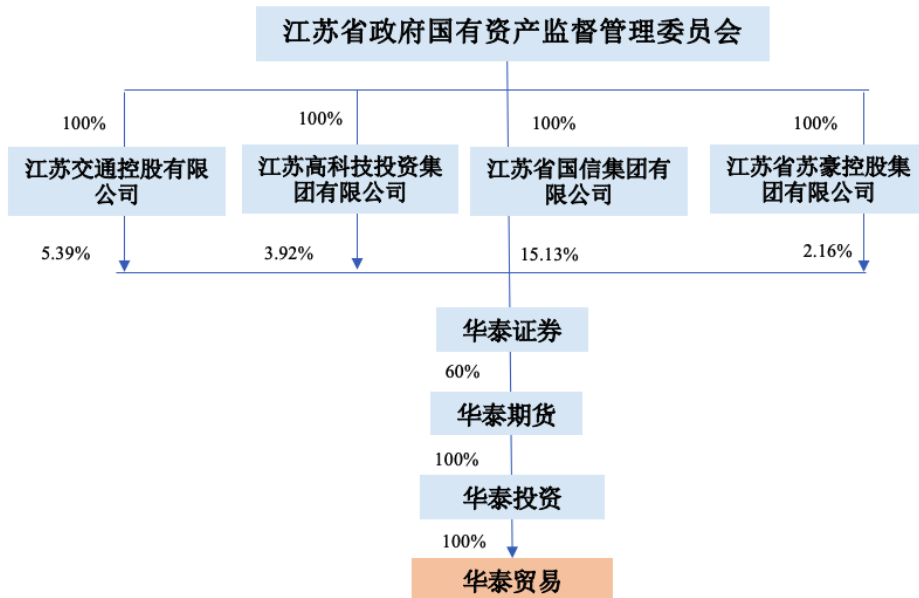 江苏省政府国有资产监督管理委员会
100%
100%
100%
100%
江苏交通控股有限
公司
江苏高科技投资集
团有限公司
江苏省国信集团有
限公司
江苏省苏豪控股集
团有限公司
5.39%
3.92%
15.13%
2.16%
华泰证券
60%
华泰期货
100%
华泰投资
100%
华泰贸易